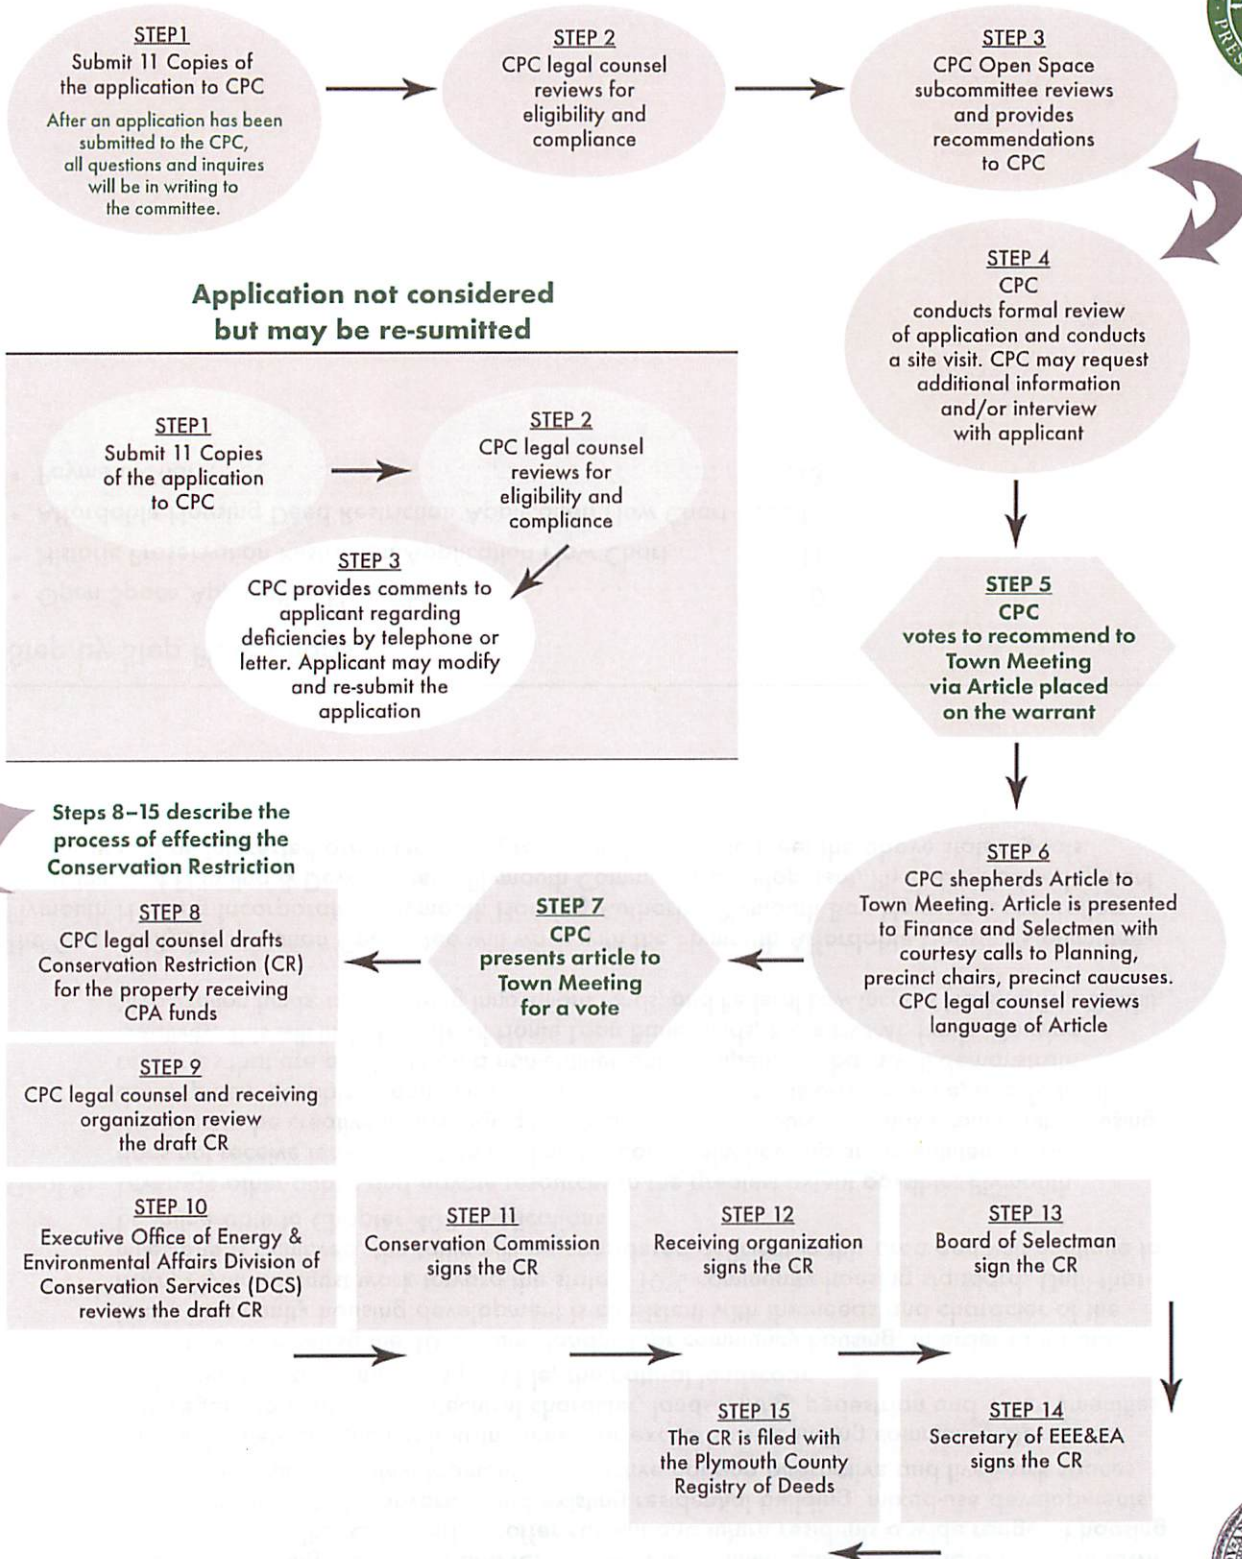 STEP1
Submit 11 Copies of
the application to CPC
After an application has been
submitted to the CPC,
all questions and inquires
will be in writing to
the committee.
STEP 2
CPC legal counsel
reviews for
eligibility and
compliance
STEP 3
CPC Open Space
subcommittee reviews
and provides
recommendations
to CPC
STEP 4
CPC
conducts formal review
of application and conducts
a site visit. CPC may request
additional information
and/or interview
with applicant
Application not considered
but may be re-sumitted
STEP1
Submit 11 Copies
of the application
to CPC
STEP 2
CPC legal counsel
reviews for
eligibility and
compliance
STEP 3
CPC provides comments to
applicant regarding
deficiencies by telephone or
letter. Applicant may modify
and re-submit the
application
STEP 5
CPC
votes to recommend to
Town Meeting
via Article placed
on the warrant
STEP 6
CPC shepherds Article to
Town Meeting. Article is presented
to Finance and Selectmen with
courtesy calls to Planning,
precinct chairs, precinct caucuses.
CPC legal counsel reviews
language of Article
STEP 7
CPC
presents article to
Town Meeting
for a vote
Steps 8–15 describe the
process of effecting the
Conservation Restriction
STEP 8
CPC legal counsel drafts
Conservation Restriction (CR)
for the property receiving
CPA funds
STEP 9
CPC legal counsel and receiving
organization review
the draft CR
STEP 10
Executive Office of Energy &
Environmental Affairs Division of
Conservation Services (DCS)
reviews the draft CR
STEP 11
Conservation Commission
signs the CR
STEP 12
Receiving organization
signs the CR
STEP 13
Board of Selectman
sign the CR
STEP 14
Secretary of EEE&EA
signs the CR
STEP 15
The CR is filed with
the Plymouth County
Registry of Deeds